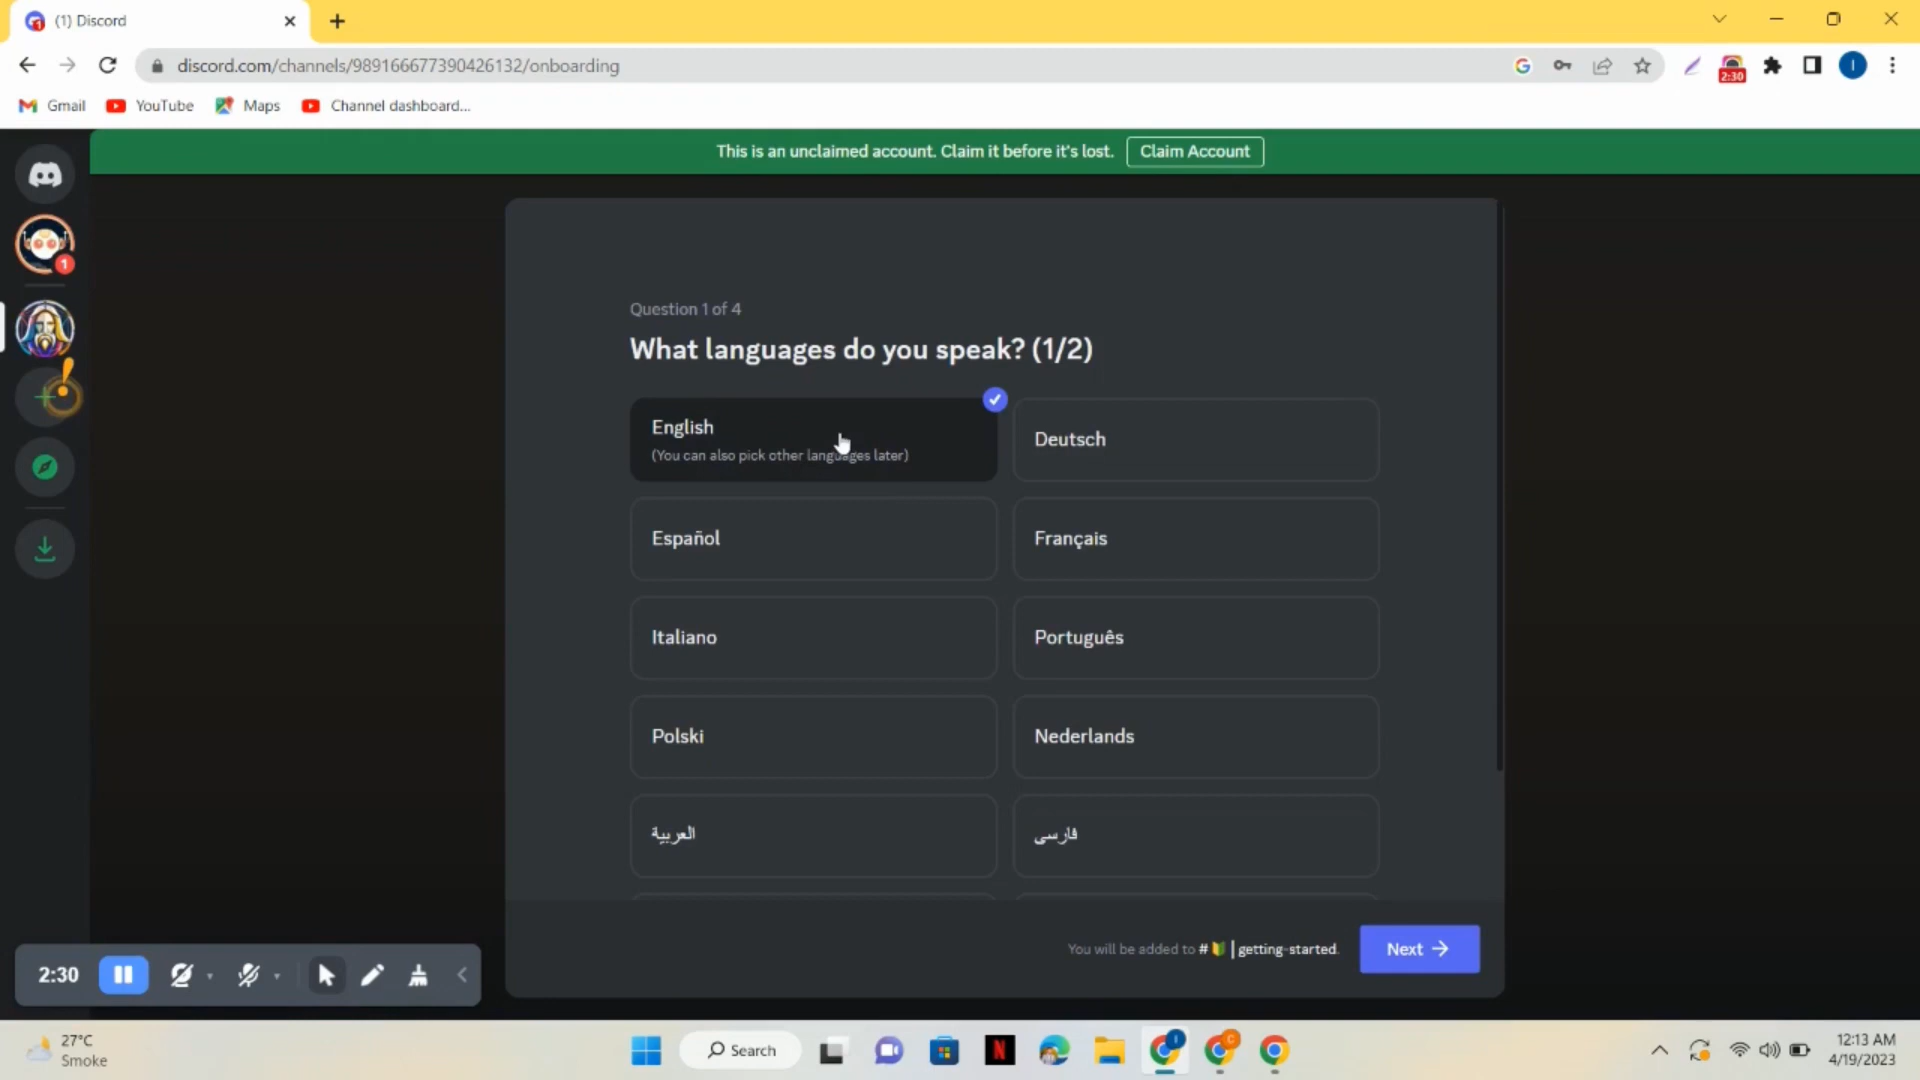 (1) Discord
discord.com/channels/989166677390426132/onboarding
2:30
I
Gmail
YouTube
Maps
Channel dashboard...
This is an unclaimed account. Claim it before it's lost.
Claim Account
1
Question 1 of 4
What languages do you speak? (1/2)
English
(You can also pick other languages later)
Deutsch
Español
Français
Italiano
Português
Polski
Nederlands
العربية
فارسی
You will be added to #🔰 | getting-started.
Next →
2:30
27°C
Smoke
Search
N
I
C
12:13 AM
4/19/2023